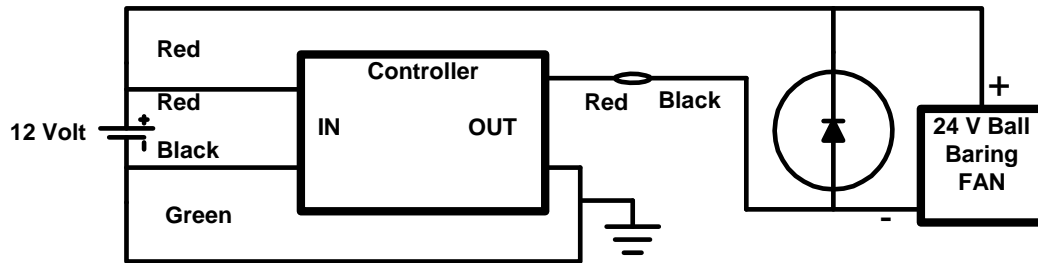 Red
Controller
Red
Black
+
Red
12 Volt
+
-
IN
OUT
24 V Ball
Baring
FAN
Black
Green
-